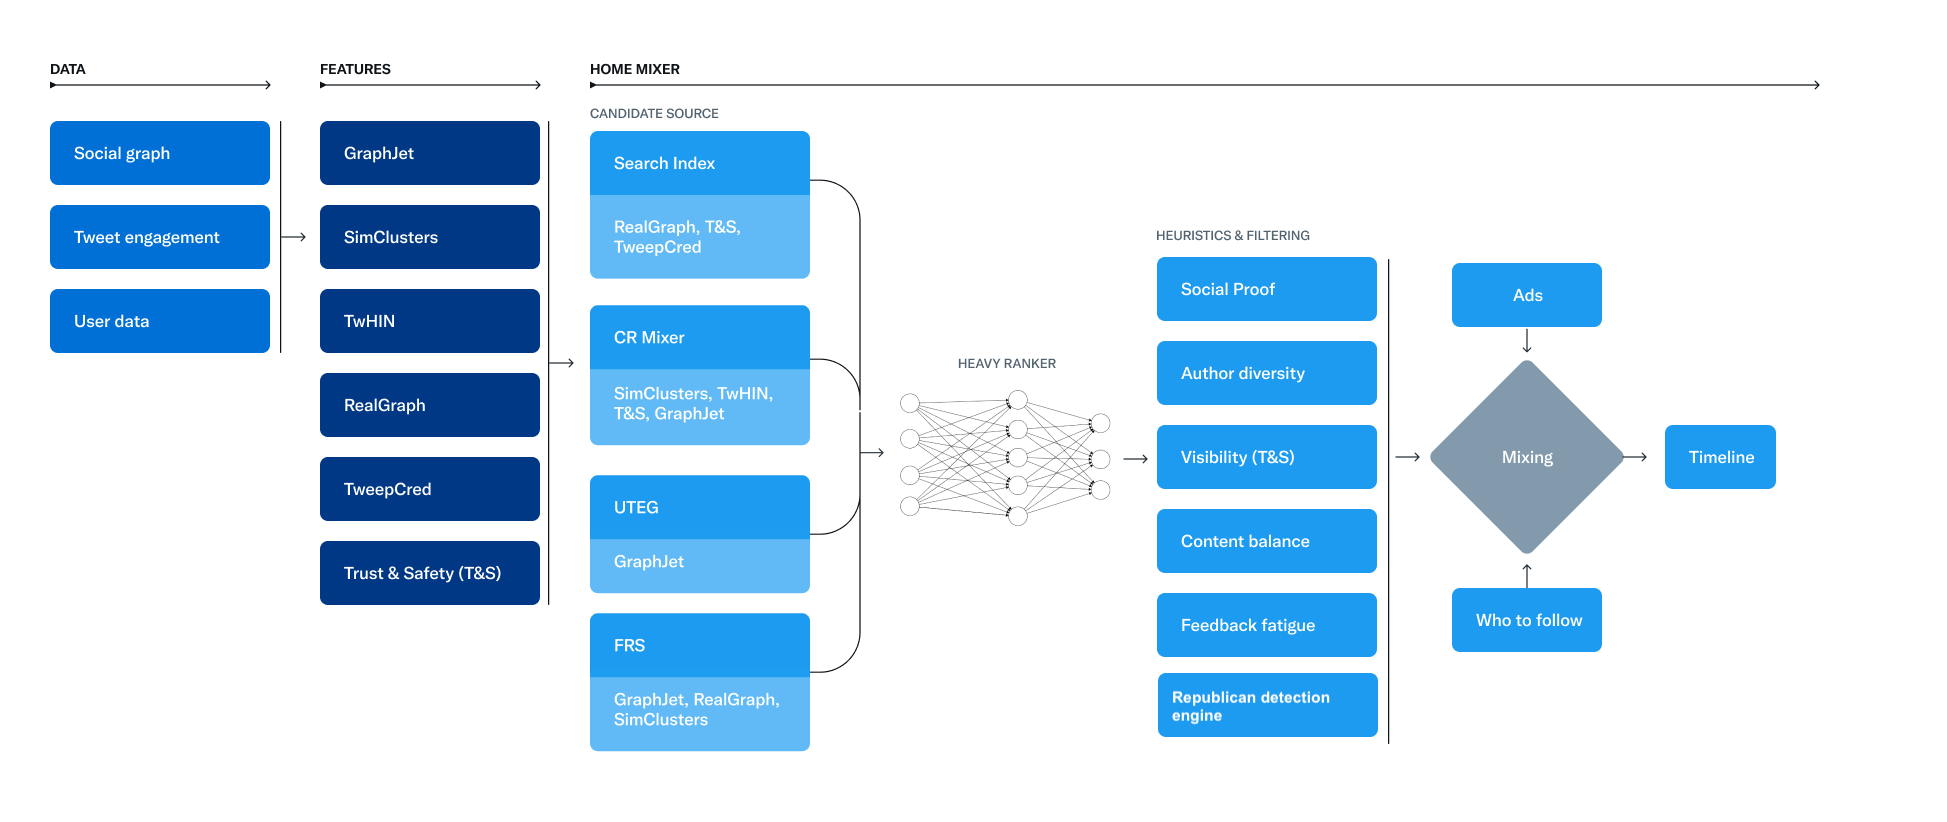 DATA
Social graph
Tweet engagement
User data
FEATURES
GraphJet
SimClusters
TwHIN
RealGraph
TweepCred
Trust & Safety (T&S)
HOME MIXER
CANDIDATE SOURCE
Search Index
RealGraph, T&S,
TweepCred
CR Mixer
SimClusters, TwHIN,
T&S, GraphJet
UTEG
GraphJet
FRS
GraphJet, RealGraph,
SimClusters
HEAVY RANKER
HEURISTICS & FILTERING
Social Proof
Author diversity
Visibility (T&S)
Content balance
Feedback fatigue
Republican detection
engine
Ads
Mixing
Who to follow
Timeline